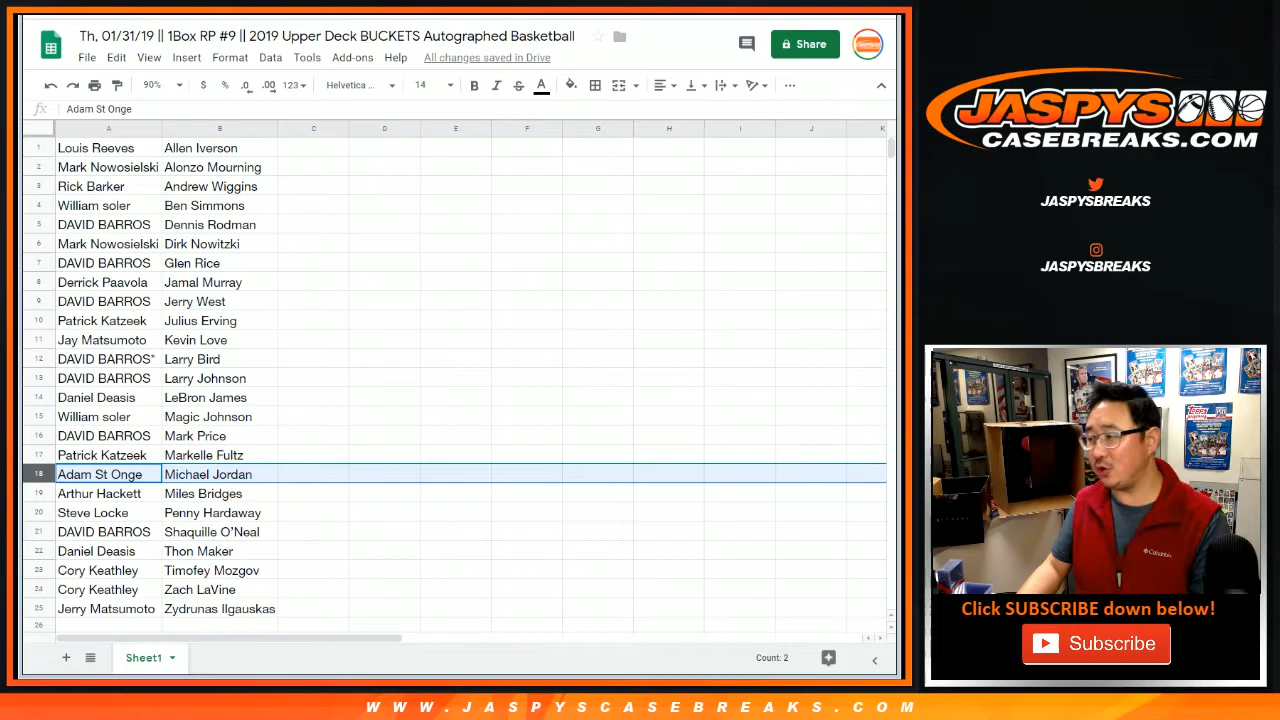 Th, 01/31/19 || 1Box RP #9 || 2019 Upper Deck BUCKETS Autographed Basketball
File Edit View Insert Format Data Tools Add-ons Help All changes saved in Drive
Share
90% $ % .0 .00 123 Helvetica ... 14 B I S A
fx Adam St Onge
A B C D E F G H I J K
1 Louis Reeves Allen Iverson
2 Mark Nowosielski Alonzo Mourning
3 Rick Barker Andrew Wiggins
4 William soler Ben Simmons
5 DAVID BARROS Dennis Rodman
6 Mark Nowosielski Dirk Nowitzki
7 DAVID BARROS Glen Rice
8 Derrick Paavola Jamal Murray
9 DAVID BARROS Jerry West
10 Patrick Katzeek Julius Erving
11 Jay Matsumoto Kevin Love
12 DAVID BARROS* Larry Bird
13 DAVID BARROS Larry Johnson
14 Daniel Deasis LeBron James
15 William soler Magic Johnson
16 DAVID BARROS Mark Price
17 Patrick Katzeek Markelle Fultz
18 Adam St Onge Michael Jordan
19 Arthur Hackett Miles Bridges
20 Steve Locke Penny Hardaway
21 DAVID BARROS Shaquille O’Neal
22 Daniel Deasis Thon Maker
23 Cory Keathley Timofey Mozgov
24 Cory Keathley Zach LaVine
25 Jerry Matsumoto Zydrunas Ilgauskas
26
Sheet1
Count: 2
JASPYS
CASEBREAKS.COM
JASPYSBREAKS
JASPYSBREAKS
Topps
Columbia
Click SUBSCRIBE down below!
Subscribe
WWW.JASPYSCASEBREAKS.COM